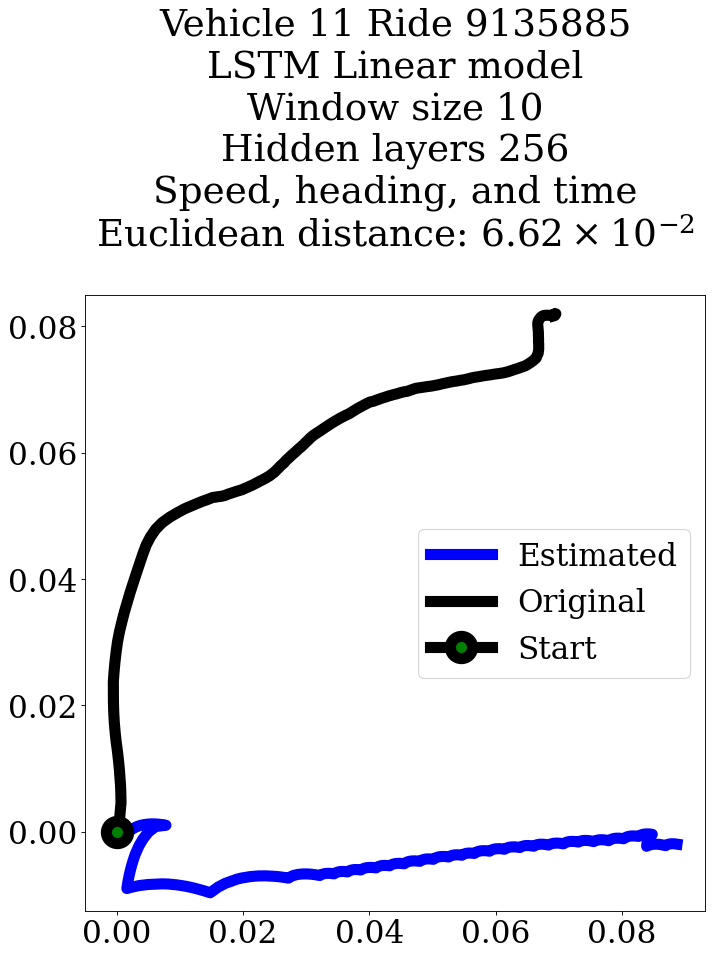 Vehicle 11 Ride 9135885
LSTM Linear model
Window size 10
Hidden layers 256
Speed, heading, and time
Euclidean distance: 6.62 × 10⁻²
0.08
0.06
0.04
0.02
0.00
Estimated
Original
Start
0.00 0.02 0.04 0.06 0.08